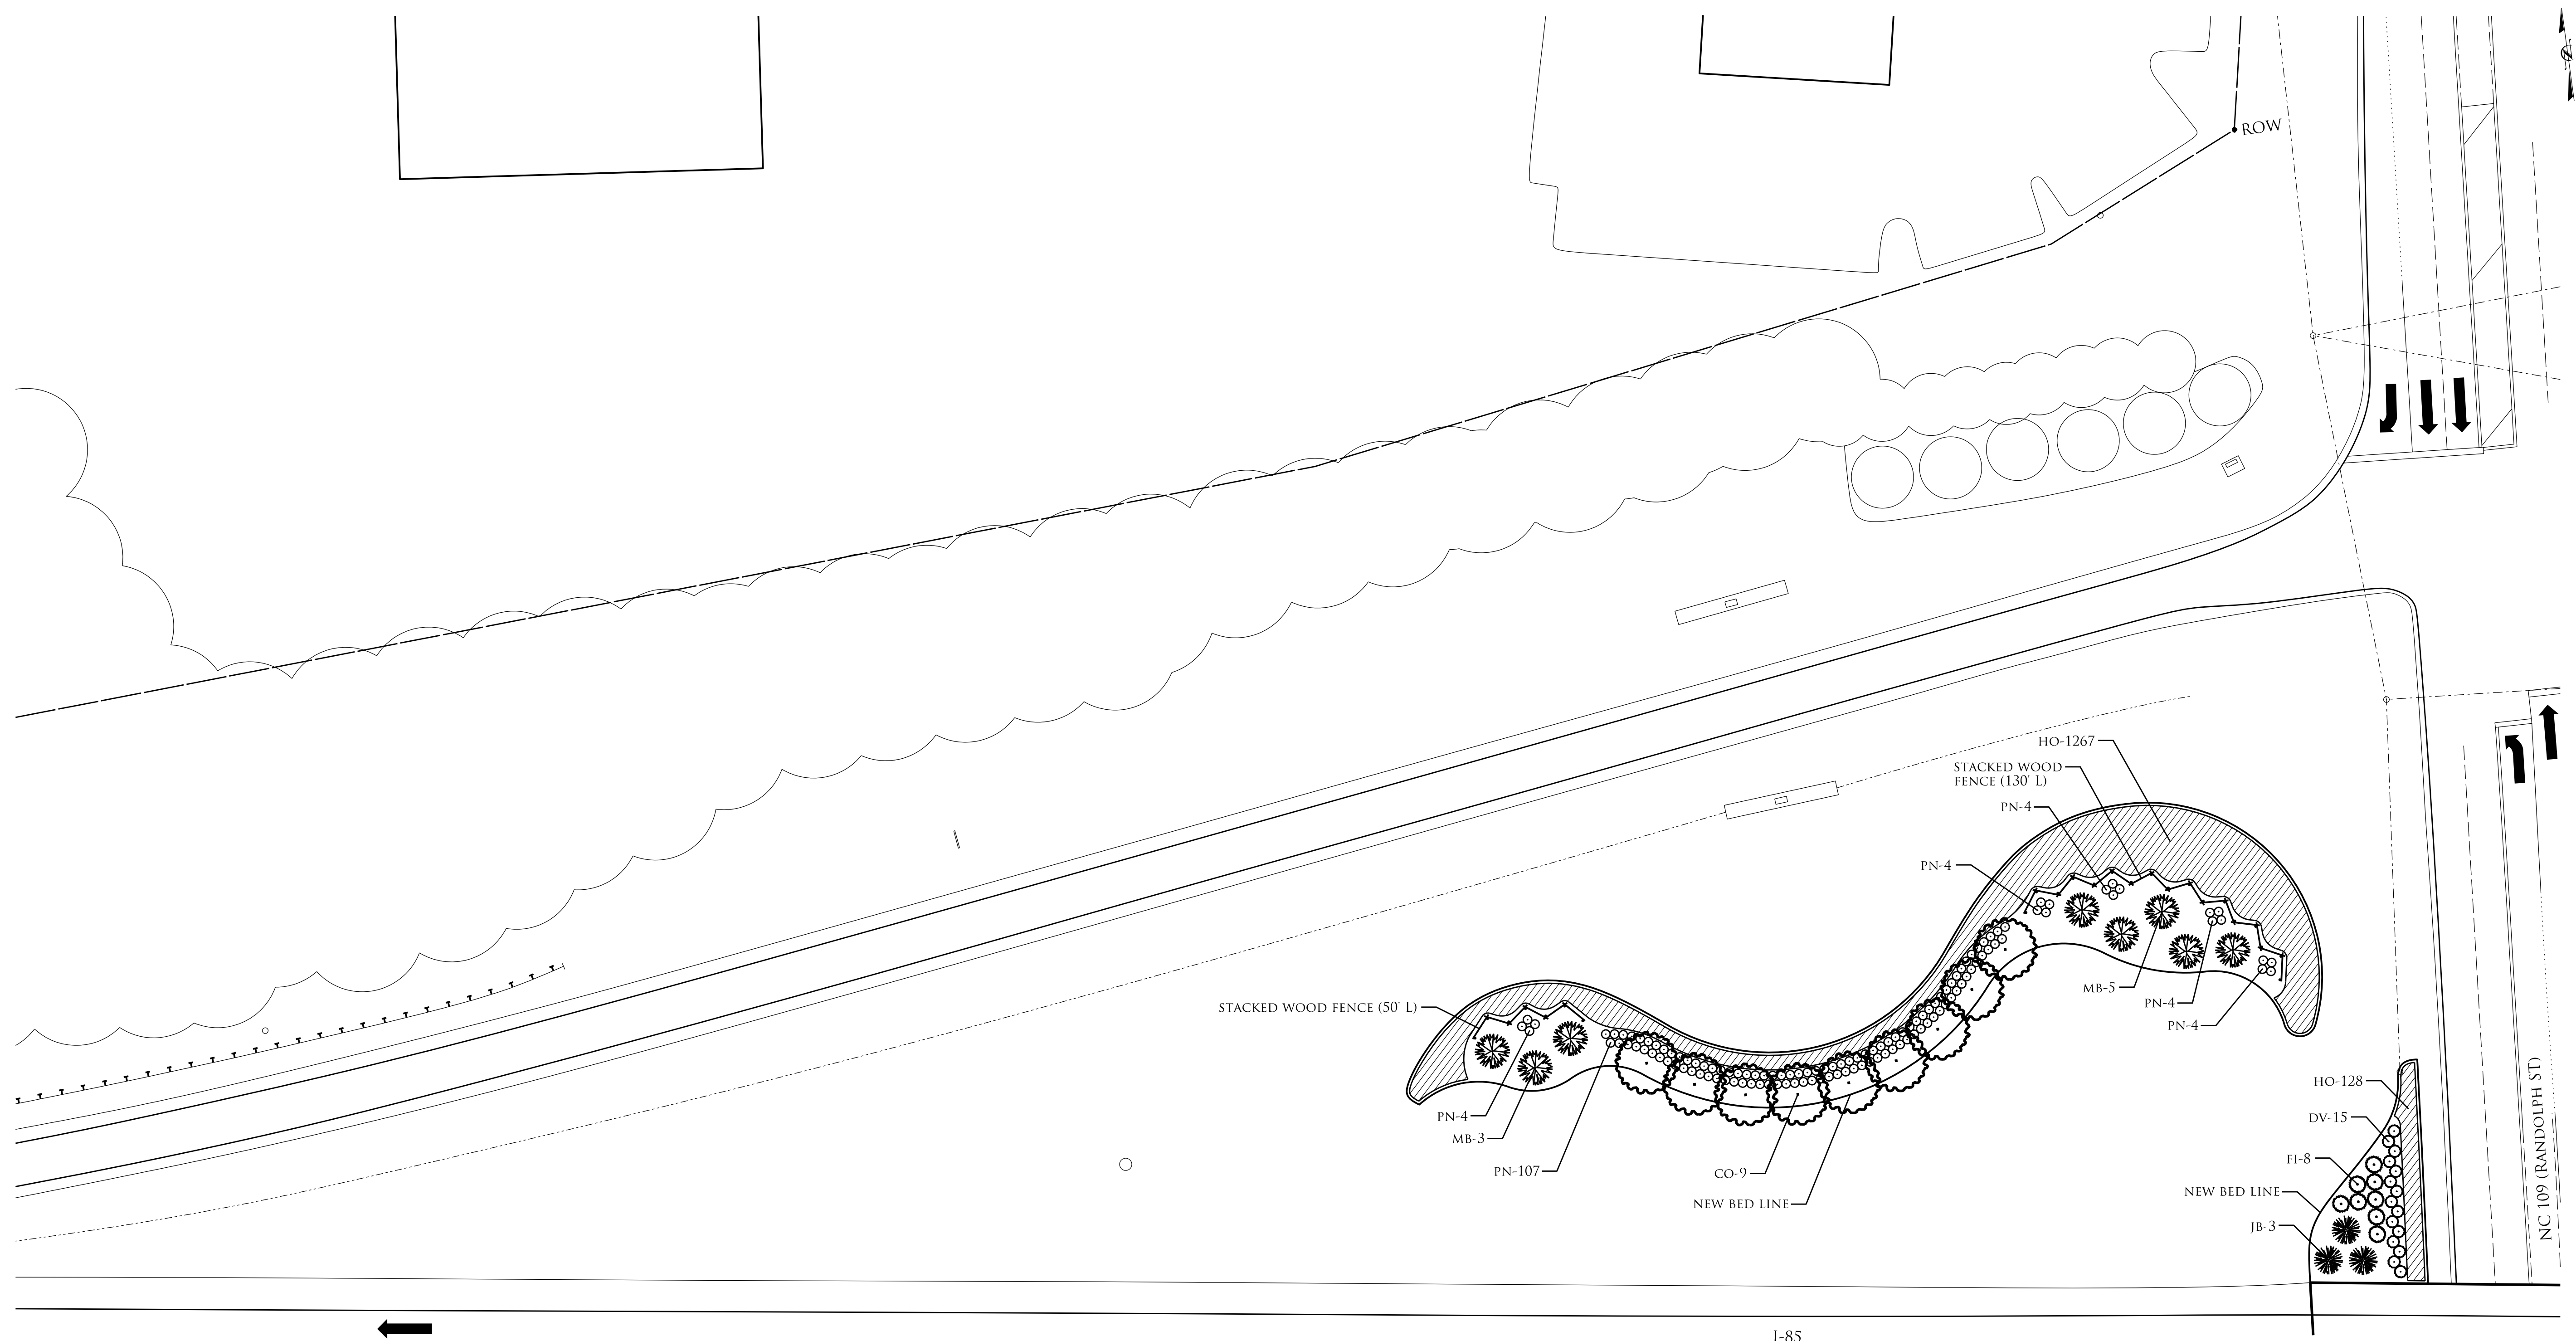 ROW
HO-1267
STACKED WOOD
FENCE (130' L)
PN-4
PN-4
MB-5
PN-4
PN-4
STACKED WOOD FENCE (50' L)
PN-4
MB-3
PN-107
CO-9
NEW BED LINE
HO-128
DV-15
FI-8
NEW BED LINE
JB-3
NC 109 (RANDOLPH ST)
I-85